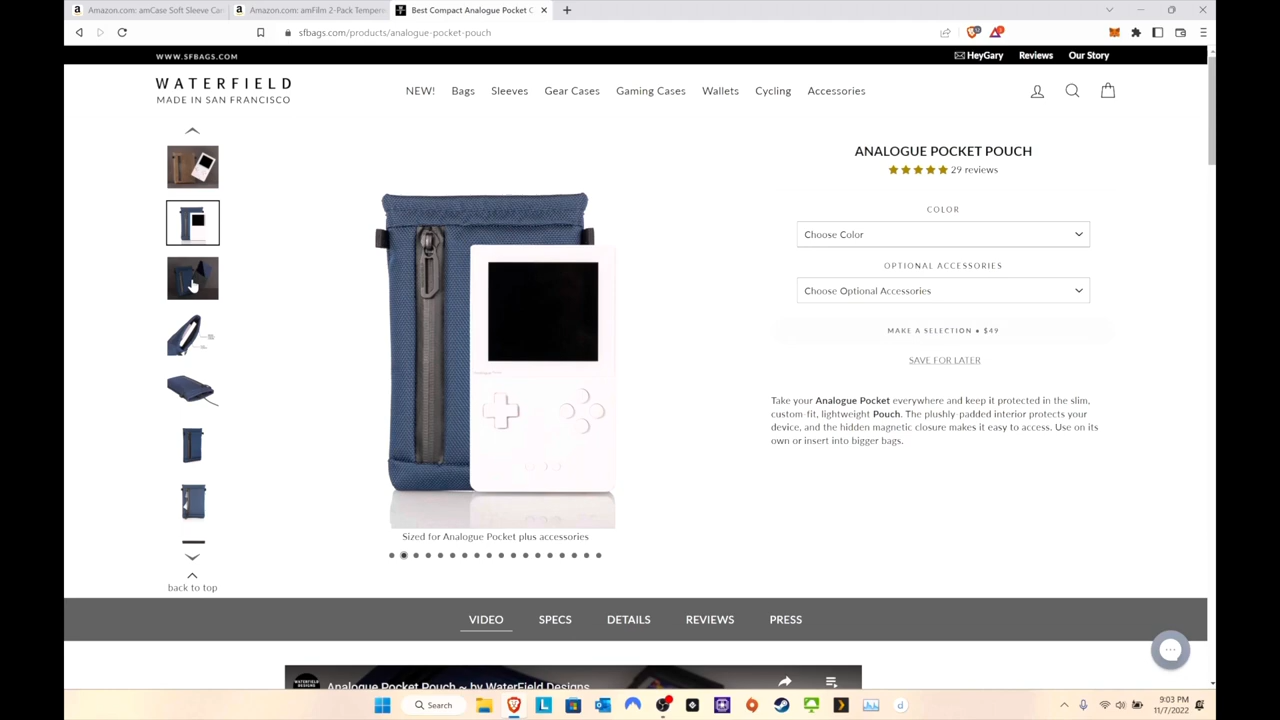 Amazon.com: amCase Soft Sleeve Car
Amazon.com: amFilm 2-Pack Temper
Best Compact Analogue Pocket C
sfbags.com/products/analogue-pocket-pouch
WWW.SFBAGS.COM
HeyGary
Reviews
Our Story
WATERFIELD
MADE IN SAN FRANCISCO
NEW!
Bags
Sleeves
Gear Cases
Gaming Cases
Wallets
Cycling
Accessories
ANALOGUE POCKET POUCH
29 reviews
COLOR
Choose Color
OPTIONAL ACCESSORIES
Choose Optional Accessories
MAKE A SELECTION • $49
SAVE FOR LATER
Take your Analogue Pocket everywhere and keep it protected in the slim,
custom-fit, lightweight Pouch. The plushly-padded interior protects your
device, and the hidden magnetic closure makes it easy to access. Use on its
own or insert into bigger bags.
Sized for Analogue Pocket plus accessories
back to top
VIDEO
SPECS
DETAILS
REVIEWS
PRESS
Analogue Pocket Pouch ~ by WaterField Designs
Search
9:03 PM
11/7/2022